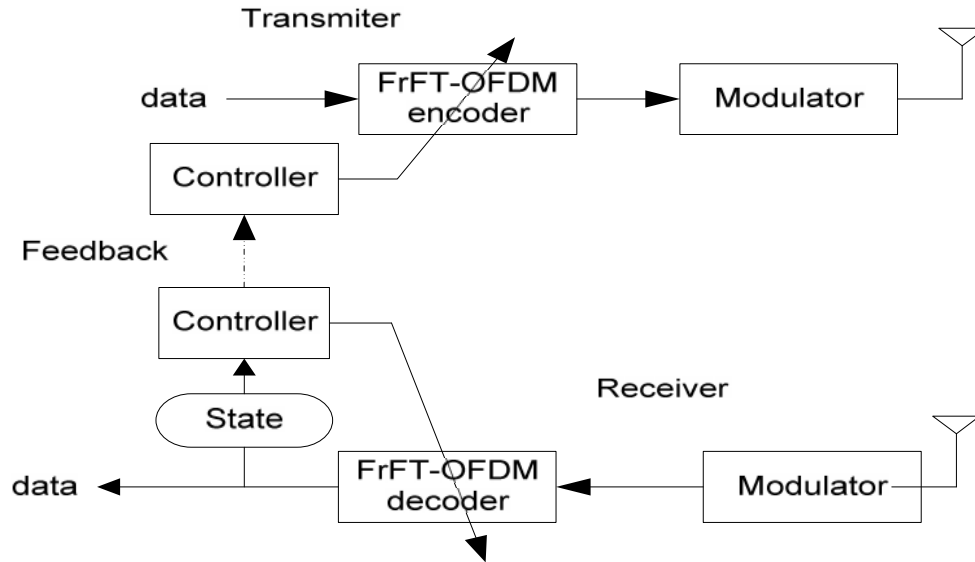 Transmiter
data
FrFT-OFDM
encoder
Modulator
Controller
Feedback
Controller
Receiver
State
data
FrFT-OFDM
decoder
Modulator